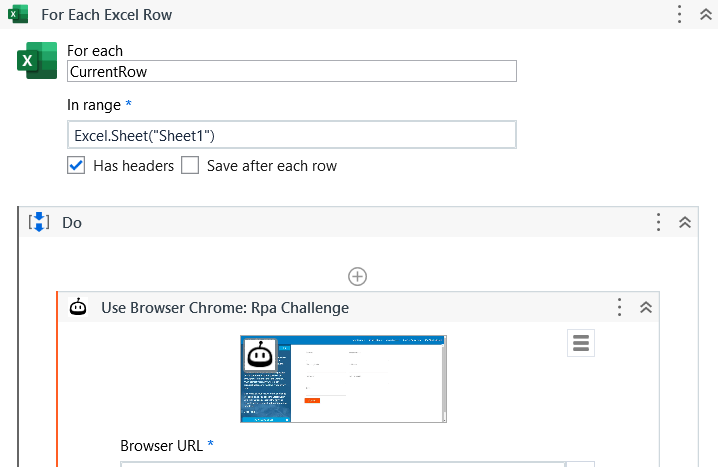 For Each Excel Row
For each
CurrentRow
In range *
Excel.Sheet("Sheet1")
Has headers Save after each row
Do
Use Browser Chrome: Rpa Challenge
Browser URL *